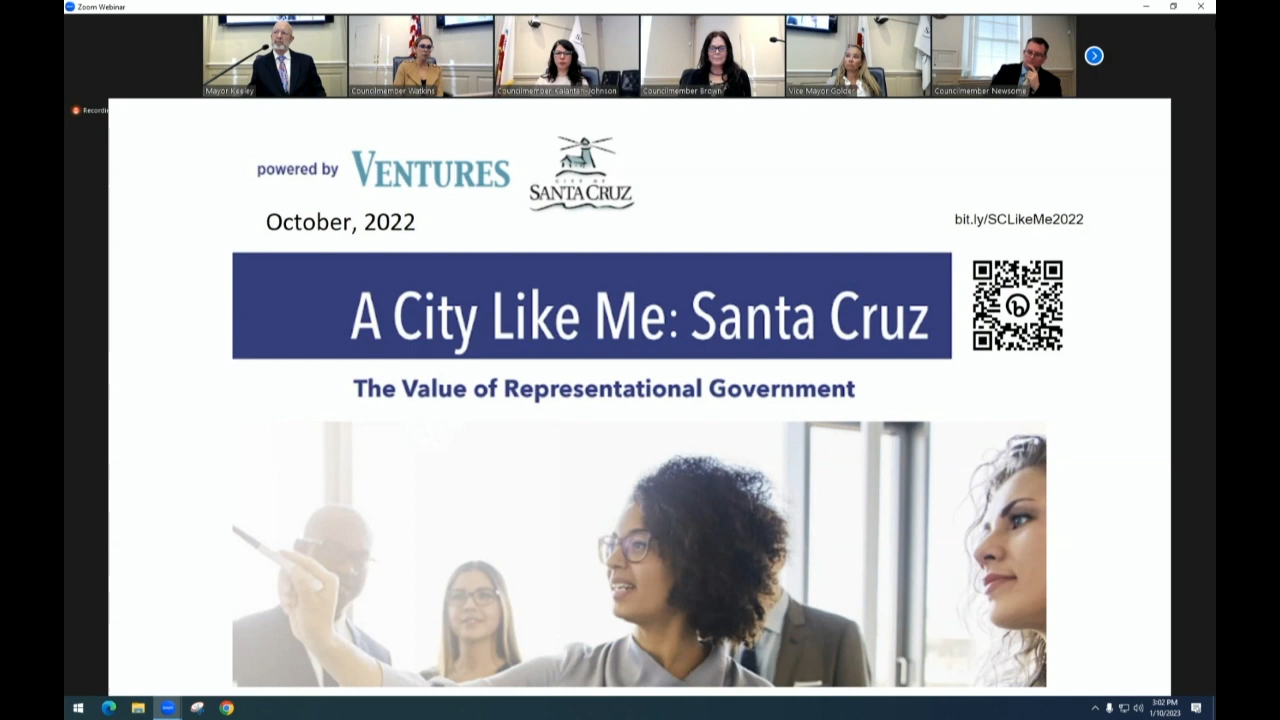 Zoom Webinar
Mayor Keeley
Councilmember Watkins
Councilmember Kalantari-Johnson
Councilmember Brown
Vice Mayor Golder
Councilmember Newsome
powered by VENTURES
CITY OF
SANTA CRUZ
October, 2022
bit.ly/SCLikeMe2022
A City Like Me: Santa Cruz
The Value of Representational Government
3:02 PM
1/10/2023